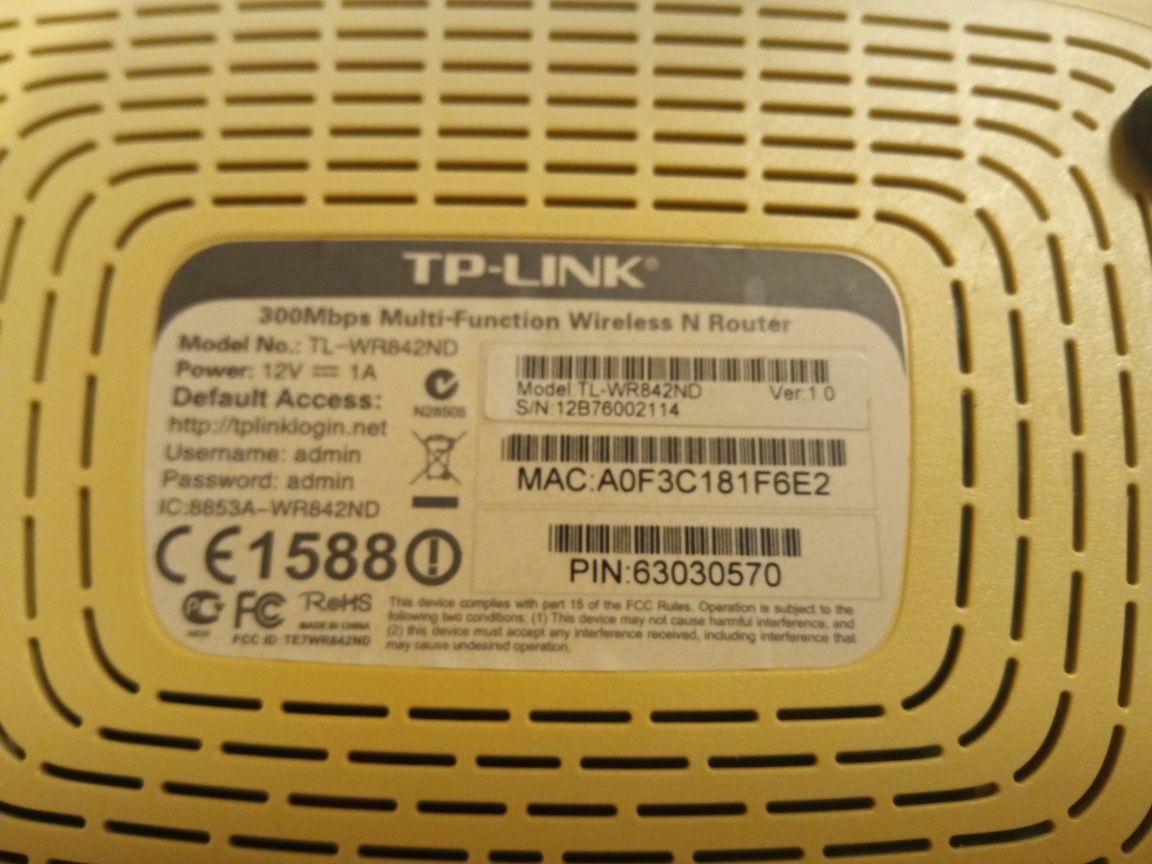 TP-LINK®
300Mbps Multi-Function Wireless N Router
Model No.: TL-WR842ND
Power: 12V ⎓ 1A
Default Access:
http://tplinklogin.net
Username: admin
Password: admin
IC:8853A-WR842ND
N28505
CE1588
FC RoHS
MADE IN CHINA
FCC ID: TE7WR842ND
Model:TL-WR842ND Ver:1.0
S/N:12B76002114
MAC:A0F3C181F6E2
PIN:63030570
This device complies with part 15 of the FCC Rules. Operation is subject to the
following two conditions: (1) This device may not cause harmful interference, and
(2) this device must accept any interference received, including interference that
may cause undesired operation.